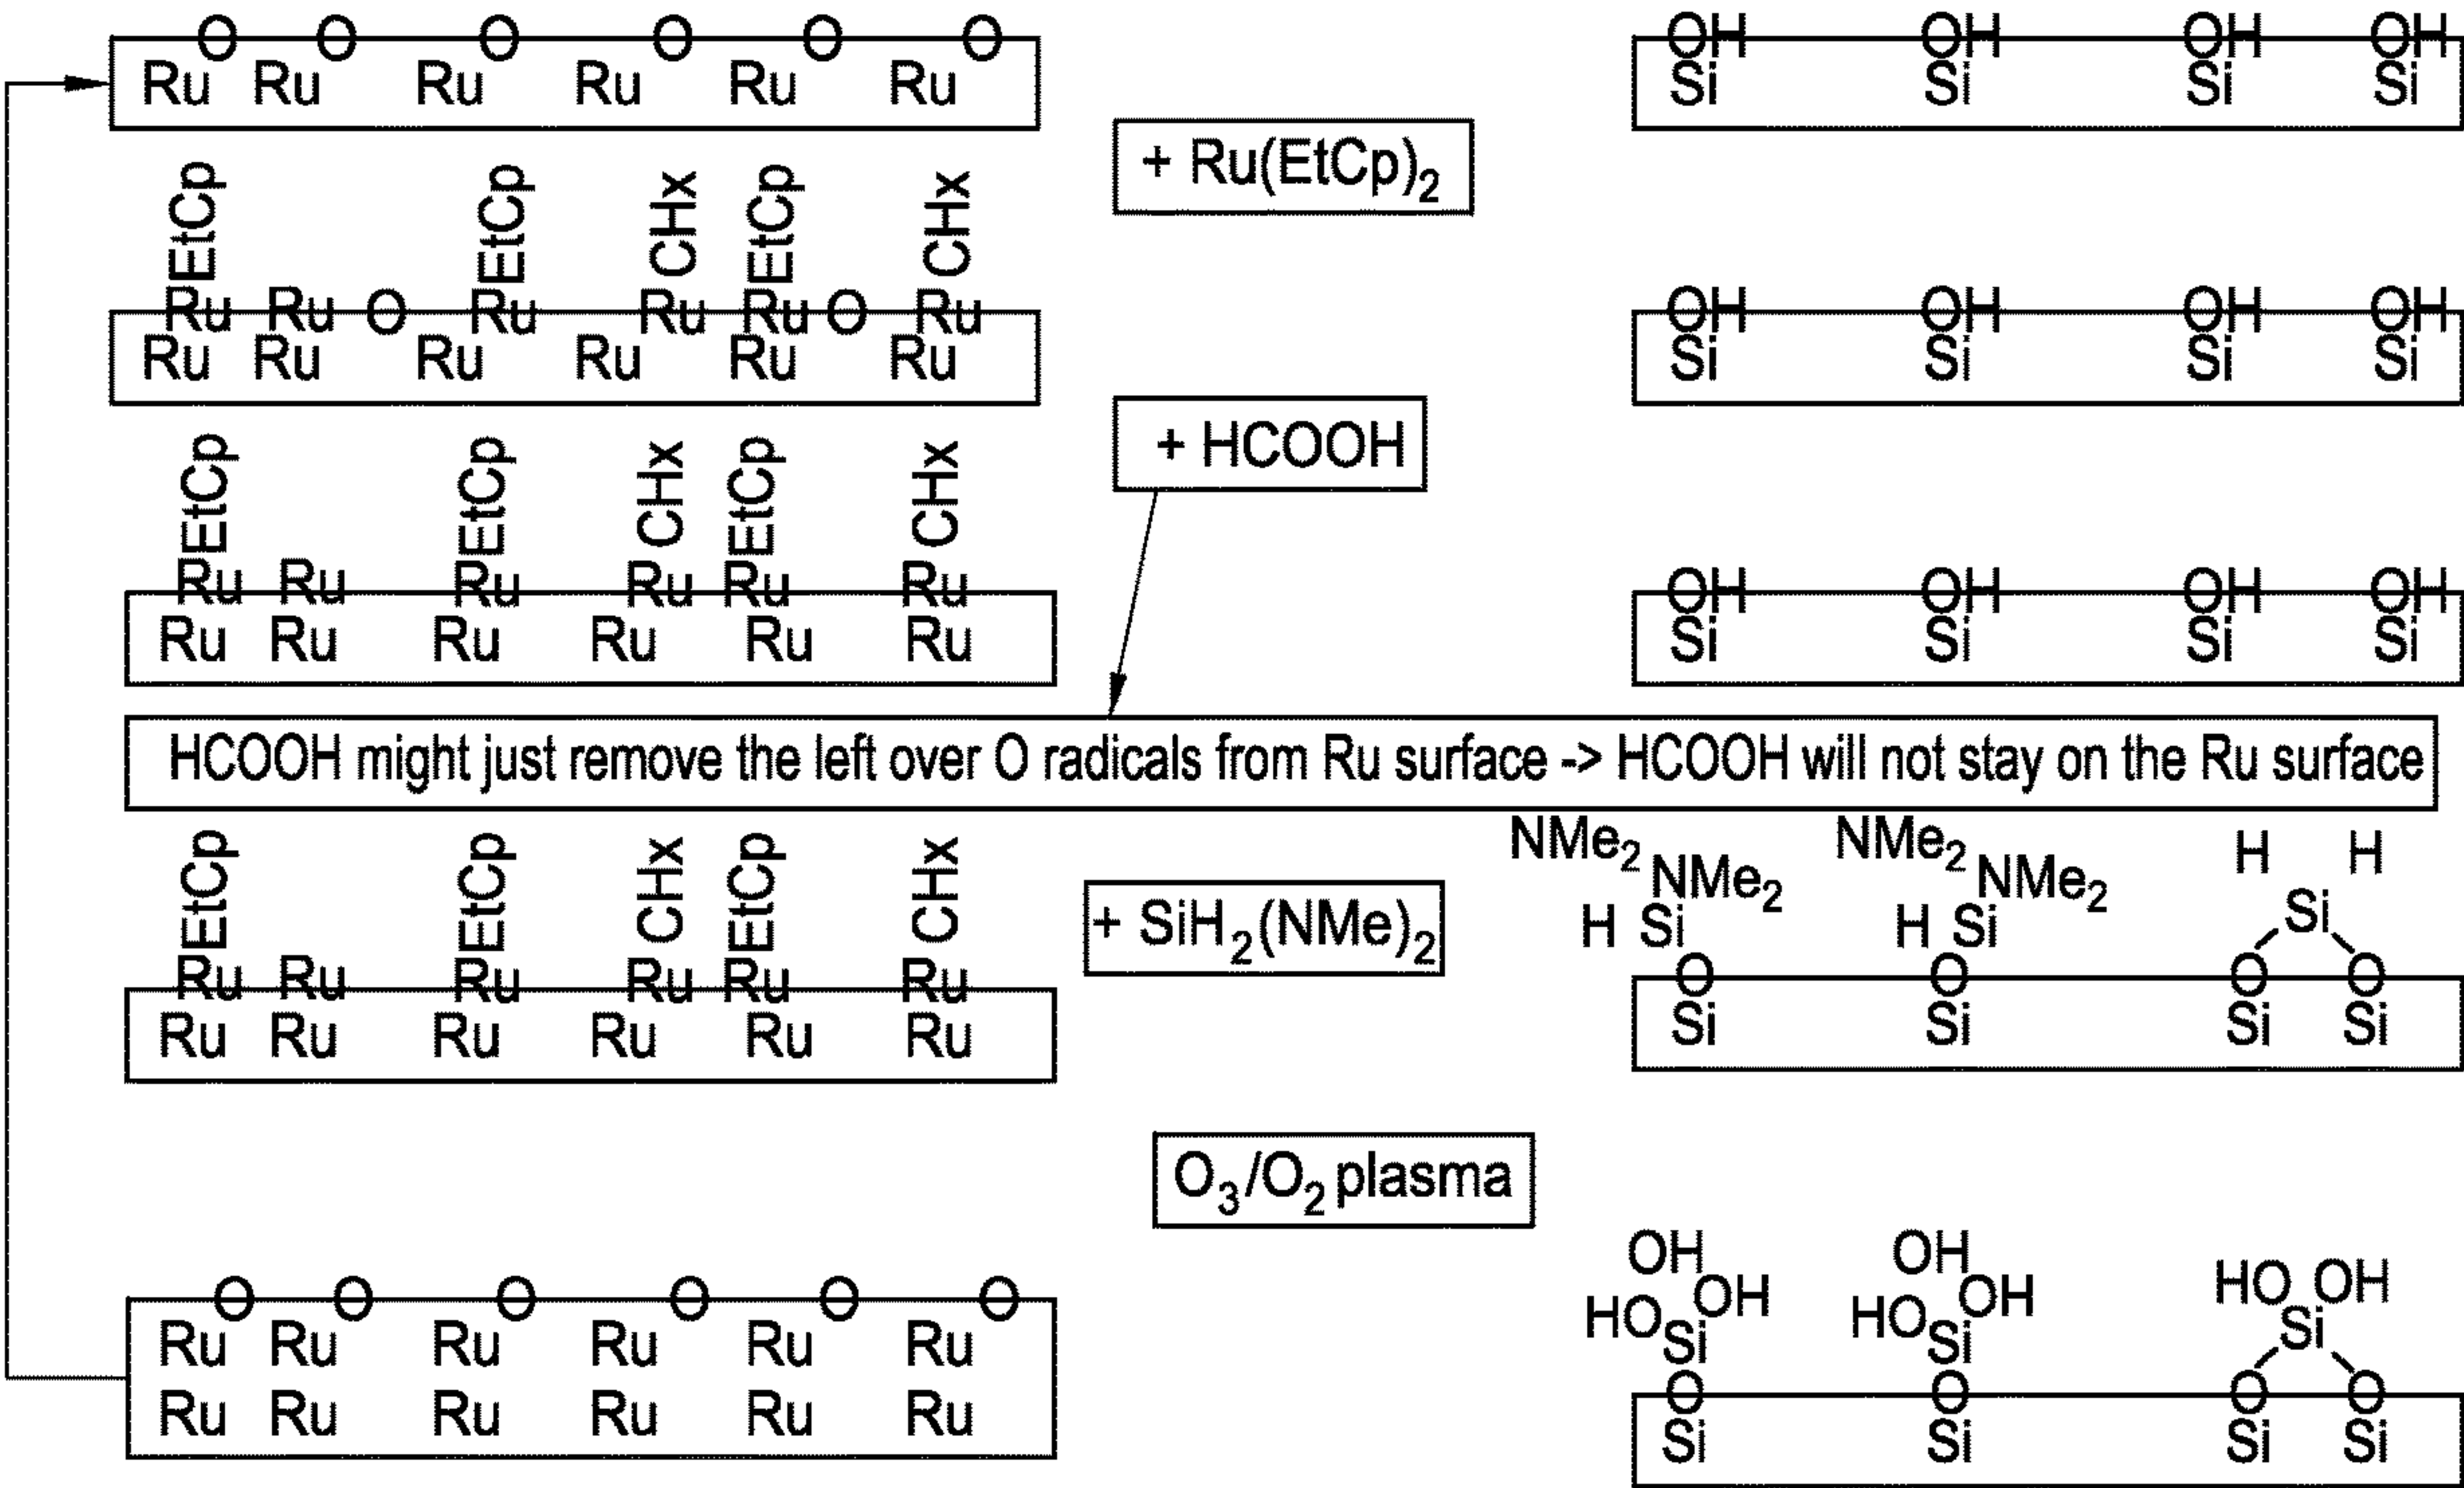 O O O O O O
Ru Ru Ru Ru Ru Ru
OH OH OH OH
Si Si Si Si
+ Ru(EtCp)₂
EtCp EtCp CHx EtCp CHx
Ru Ru O Ru Ru Ru O Ru
Ru Ru Ru Ru Ru Ru
OH OH OH OH
Si Si Si Si
+ HCOOH
EtCp EtCp CHx EtCp CHx
Ru Ru Ru Ru Ru Ru
Ru Ru Ru Ru Ru Ru
OH OH OH OH
Si Si Si Si
HCOOH might just remove the left over O radicals from Ru surface -> HCOOH will not stay on the Ru surface
EtCp EtCp CHx EtCp CHx
Ru Ru Ru Ru Ru Ru
Ru Ru Ru Ru Ru Ru
+ SiH₂(NMe)₂
NMe₂ NMe₂ H H
NMe₂ NMe₂
H Si H Si Si
O O O O
Si Si Si Si
O₃/O₂ plasma
O O O O O O
Ru Ru Ru Ru Ru Ru
Ru Ru Ru Ru Ru Ru
OH OH
HO OH HO OH HO OH
Si Si Si
O O O O
Si Si Si Si